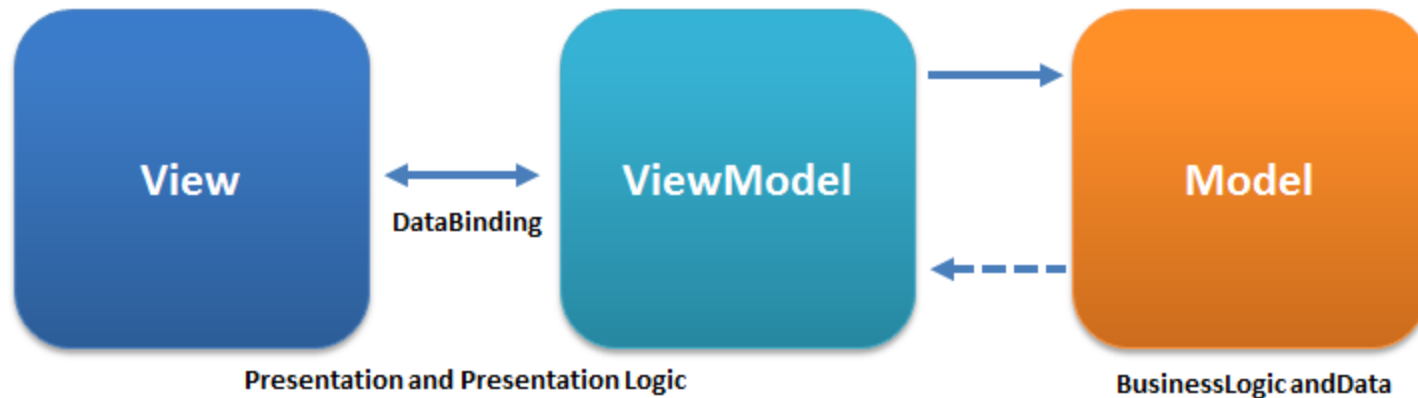 View
ViewModel
Model
DataBinding
Presentation and Presentation Logic
BusinessLogic andData